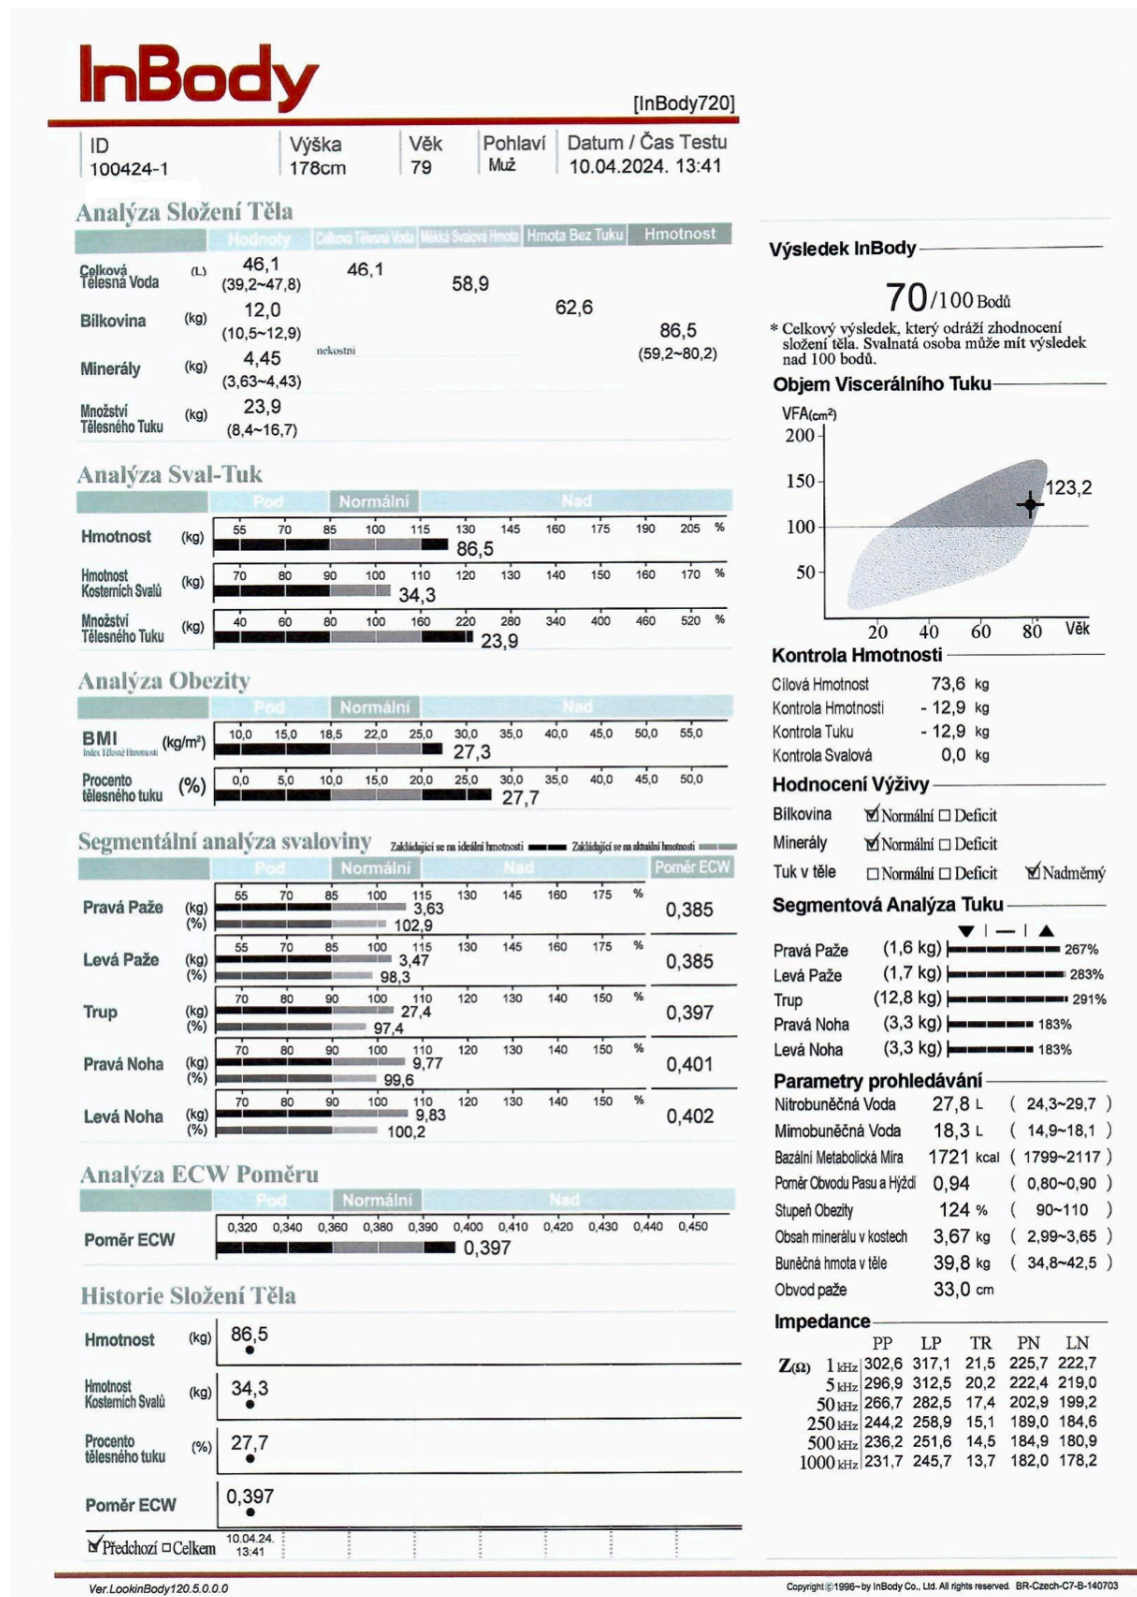 InBody
[InBody720]
ID Výška Věk Pohlaví Datum / Čas Testu
100424-1 178cm 79 Muž 10.04.2024. 13:41
Analýza Složení Těla
Hodnoty Celková Tělesná Voda Měkká Svalová Hmota Hmota Bez Tuku Hmotnost
Celková Tělesná Voda (L) 46,1 (39,2~47,8) 46,1 58,9
Bílkovina (kg) 12,0 (10,5~12,9) 62,6
Minerály (kg) 4,45 (3,63~4,43) nekostní 86,5 (59,2~80,2)
Množství Tělesného Tuku (kg) 23,9 (8,4~16,7)
Analýza Sval-Tuk
Pod Normální Nad
55 70 85 100 115 130 145 160 175 190 205 %
Hmotnost (kg) 86,5
70 80 90 100 110 120 130 140 150 160 170 %
Hmotnost Kosterních Svalů (kg) 34,3
40 60 80 100 160 220 280 340 400 460 520 %
Množství Tělesného Tuku (kg) 23,9
Analýza Obezity
Pod Normální Nad
10,0 15,0 18,5 22,0 25,0 30,0 35,0 40,0 45,0 50,0 55,0
BMI (kg/m²) 27,3
Index Tělesné Hmotnosti
0,0 5,0 10,0 15,0 20,0 25,0 30,0 35,0 40,0 45,0 50,0
Procento tělesného tuku (%) 27,7
Segmentální analýza svaloviny Zakládající se na ideální hmotnosti Zakládající se na aktuální hmotnosti
Pod Normální Nad Poměr ECW
55 70 85 100 115 130 145 160 175 %
Pravá Paže (kg) 3,63 0,385
(%) 102,9
55 70 85 100 115 130 145 160 175 %
Levá Paže (kg) 3,47 0,385
(%) 98,3
70 80 90 100 110 120 130 140 150 %
Trup (kg) 27,4 0,397
(%) 97,4
70 80 90 100 110 120 130 140 150 %
Pravá Noha (kg) 9,77 0,401
(%) 99,6
70 80 90 100 110 120 130 140 150 %
Levá Noha (kg) 9,83 0,402
(%) 100,2
Analýza ECW Poměru
Pod Normální Nad
0,320 0,340 0,360 0,380 0,390 0,400 0,410 0,420 0,430 0,440 0,450
Poměr ECW 0,397
Historie Složení Těla
Hmotnost (kg) 86,5
Hmotnost Kosterních Svalů (kg) 34,3
Procento tělesného tuku (%) 27,7
Poměr ECW 0,397
Předchozí Celkem 10.04.24. 13:41
Výsledek InBody
70/100 Bodů
* Celkový výsledek, který odráží zhodnocení
složení těla. Svalnatá osoba může mít výsledek
nad 100 bodů.
Objem Viscerálního Tuku
VFA(cm²)
200
150
123,2
100
50
20 40 60 80 Věk
Kontrola Hmotnosti
Cílová Hmotnost 73,6 kg
Kontrola Hmotnosti - 12,9 kg
Kontrola Tuku - 12,9 kg
Kontrola Svalová 0,0 kg
Hodnocení Výživy
Bílkovina Normální Deficit
Minerály Normální Deficit
Tuk v těle Normální Deficit Nadměrný
Segmentová Analýza Tuku
Pravá Paže (1,6 kg) 267%
Levá Paže (1,7 kg) 283%
Trup (12,8 kg) 291%
Pravá Noha (3,3 kg) 183%
Levá Noha (3,3 kg) 183%
Parametry prohledávání
Nitrobuněčná Voda 27,8 L ( 24,3~29,7 )
Mimobuněčná Voda 18,3 L ( 14,9~18,1 )
Bazální Metabolická Míra 1721 kcal ( 1799~2117 )
Poměr Obvodu Pasu a Hýždí 0,94 ( 0,80~0,90 )
Stupeň Obezity 124 % ( 90~110 )
Obsah minerálu v kostech 3,67 kg ( 2,99~3,65 )
Buněčná hmota v těle 39,8 kg ( 34,8~42,5 )
Obvod paže 33,0 cm
Impedance
PP LP TR PN LN
Z(Ω) 1 kHz 302,6 317,1 21,5 225,7 222,7
5 kHz 296,9 312,5 20,2 222,4 219,0
50 kHz 266,7 282,5 17,4 202,9 199,2
250 kHz 244,2 258,9 15,1 189,0 184,6
500 kHz 236,2 251,6 14,5 184,9 180,9
1000 kHz 231,7 245,7 13,7 182,0 178,2
Ver.LookinBody120.5.0.0.0
Copyright©1996~by InBody Co., Ltd. All rights reserved. BR-Czech-C7-B-140703